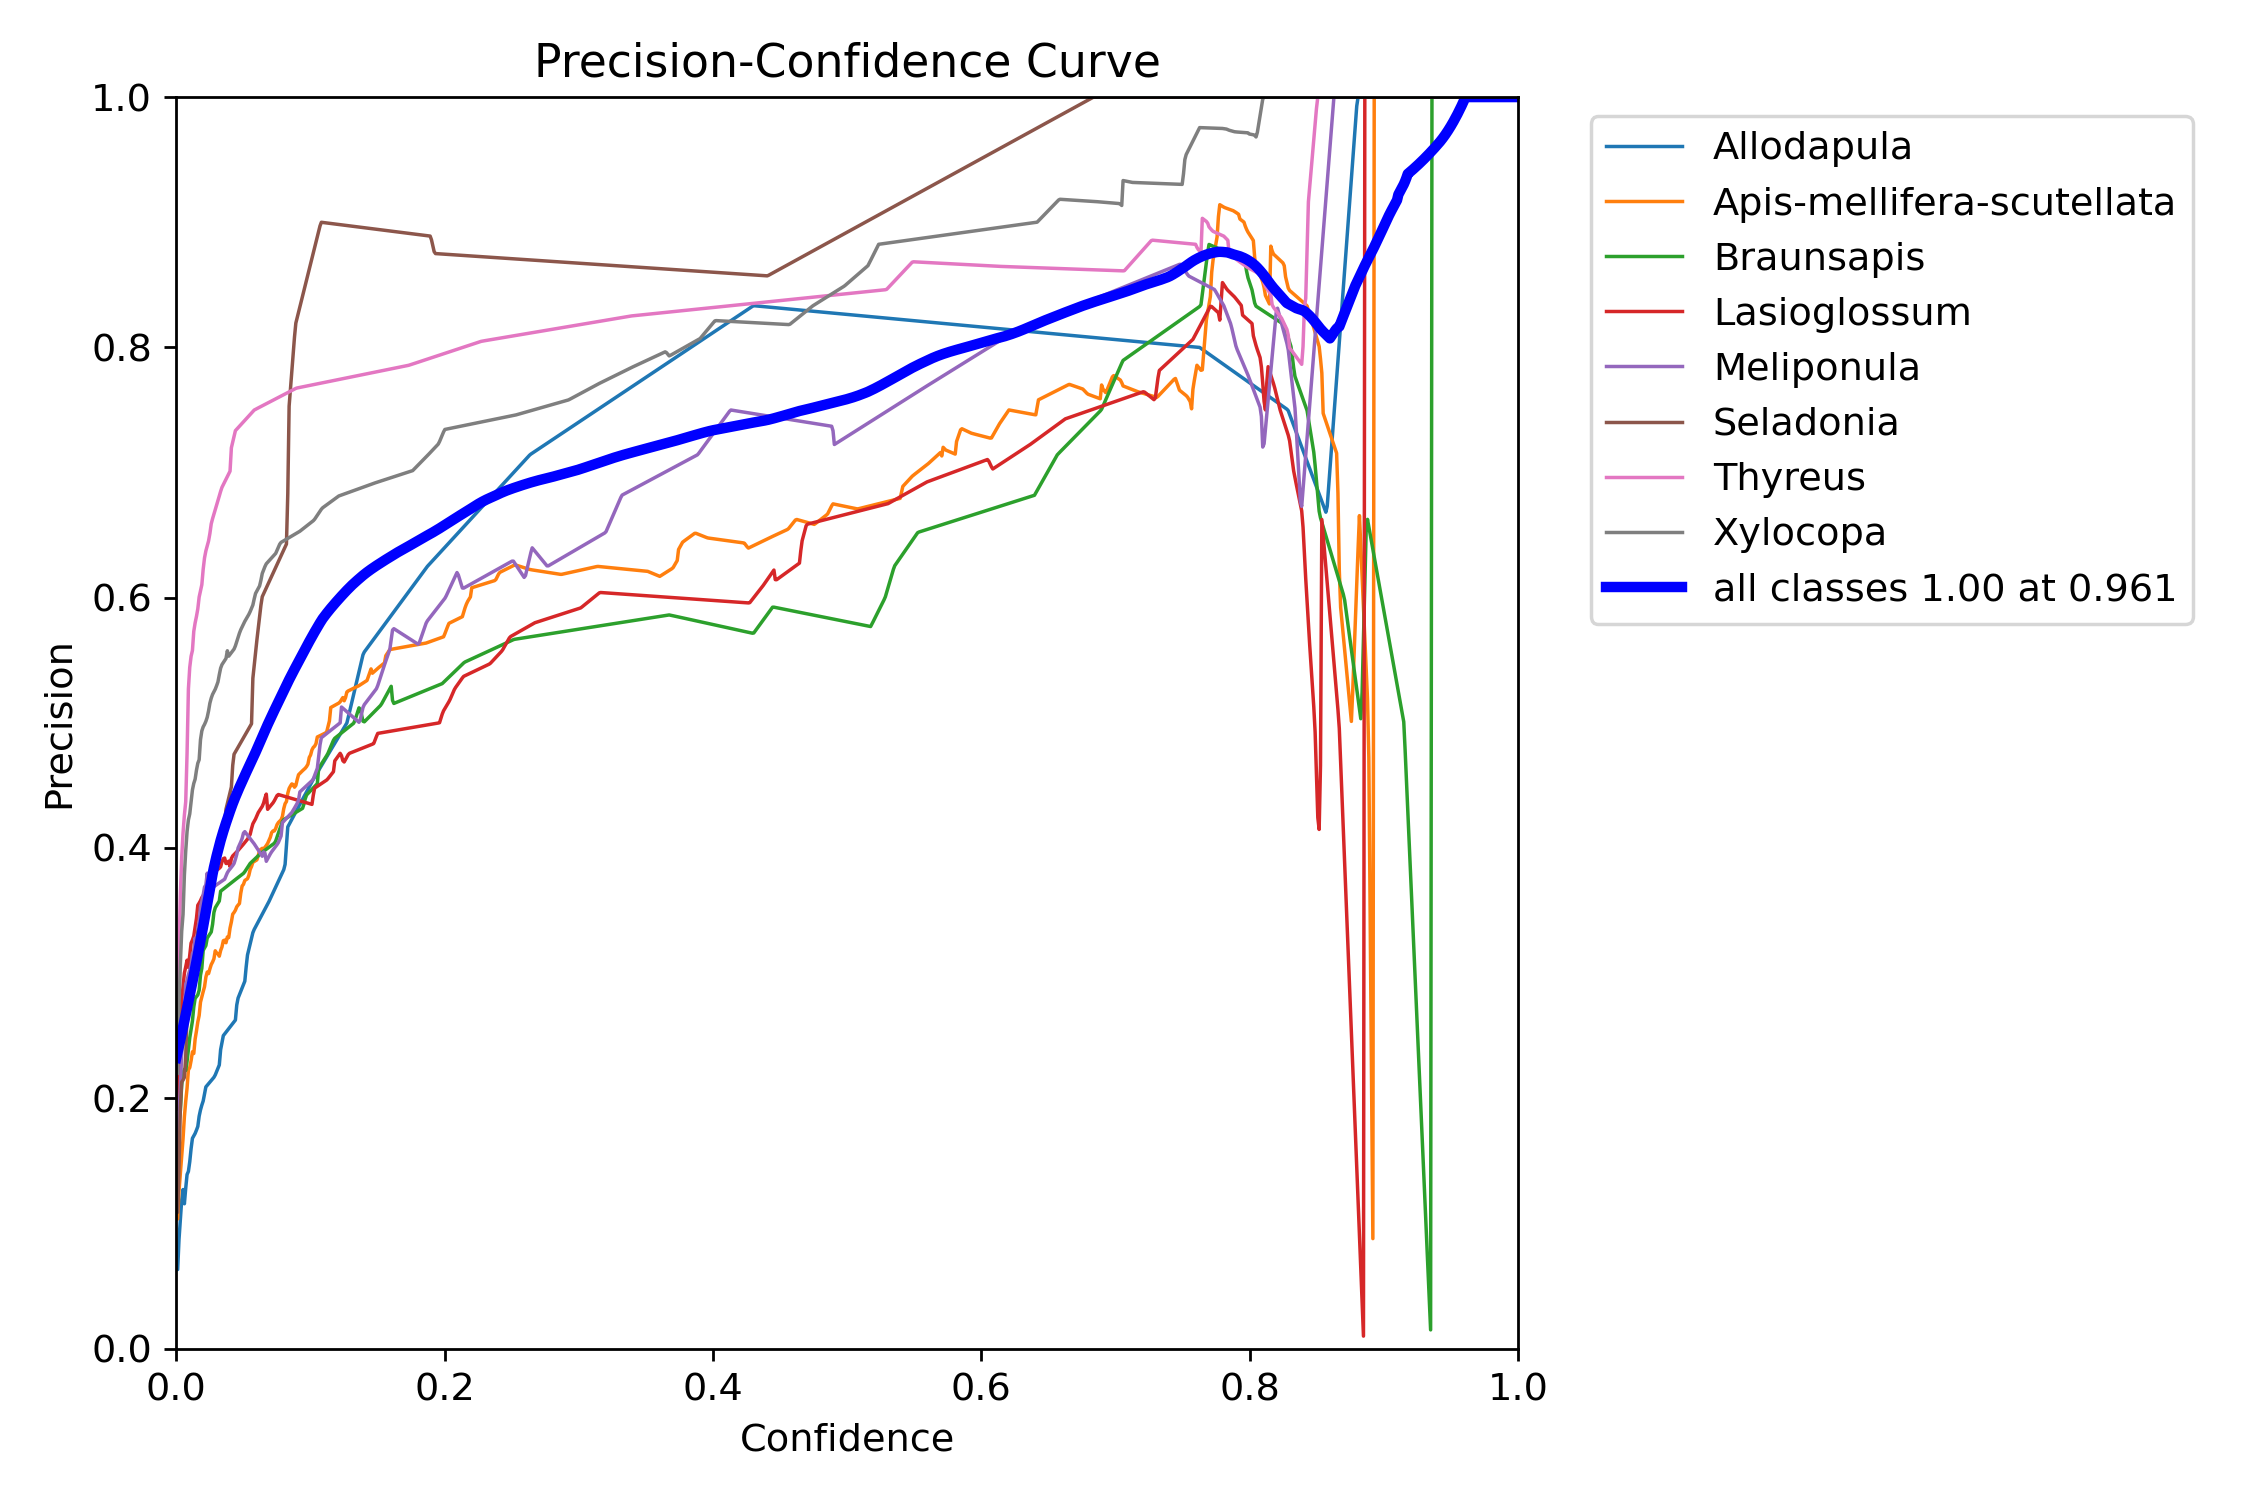 Precision-Confidence Curve
1.0
0.8
0.6
0.4
0.2
0.0
Precision
0.0 0.2 0.4 0.6 0.8 1.0
Confidence
Allodapula
Apis-mellifera-scutellata
Braunsapis
Lasioglossum
Meliponula
Seladonia
Thyreus
Xylocopa
all classes 1.00 at 0.961